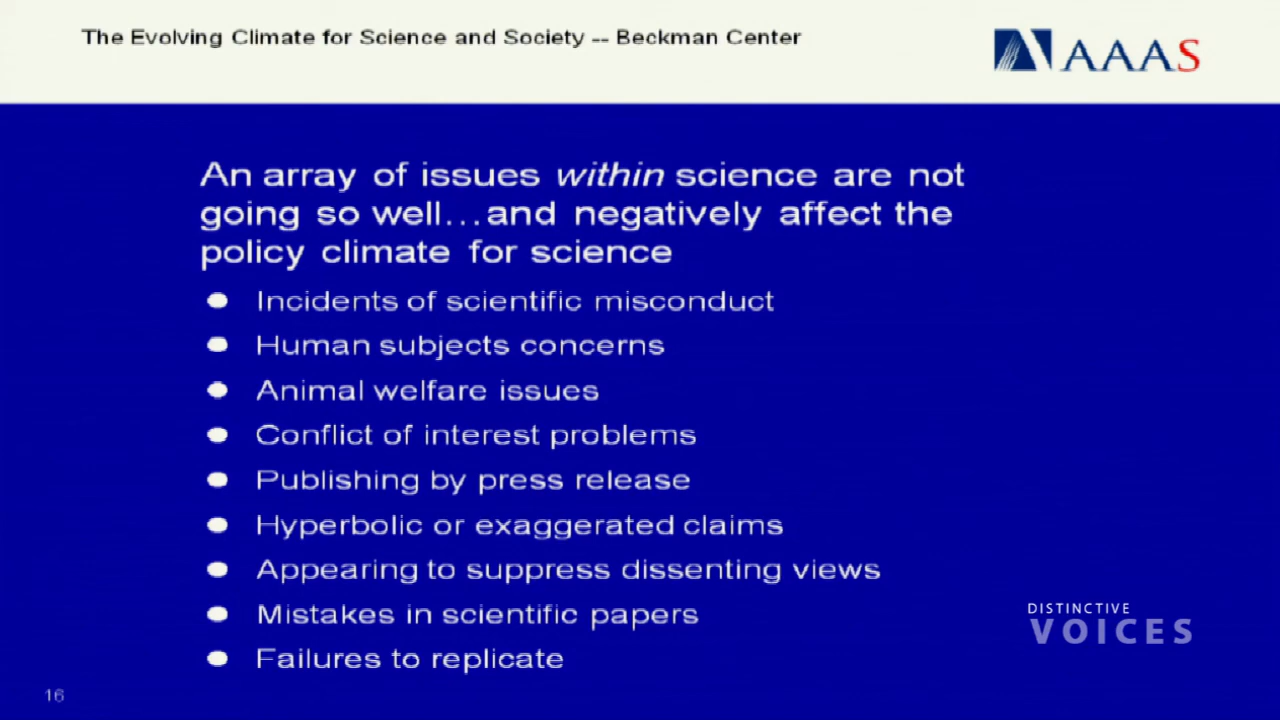 The Evolving Climate for Science and Society -- Beckman Center
AAAS
An array of issues within science are not
going so well...and negatively affect the
policy climate for science
Incidents of scientific misconduct
Human subjects concerns
Animal welfare issues
Conflict of interest problems
Publishing by press release
Hyperbolic or exaggerated claims
Appearing to suppress dissenting views
Mistakes in scientific papers
Failures to replicate
DISTINCTIVE
VOICES
16